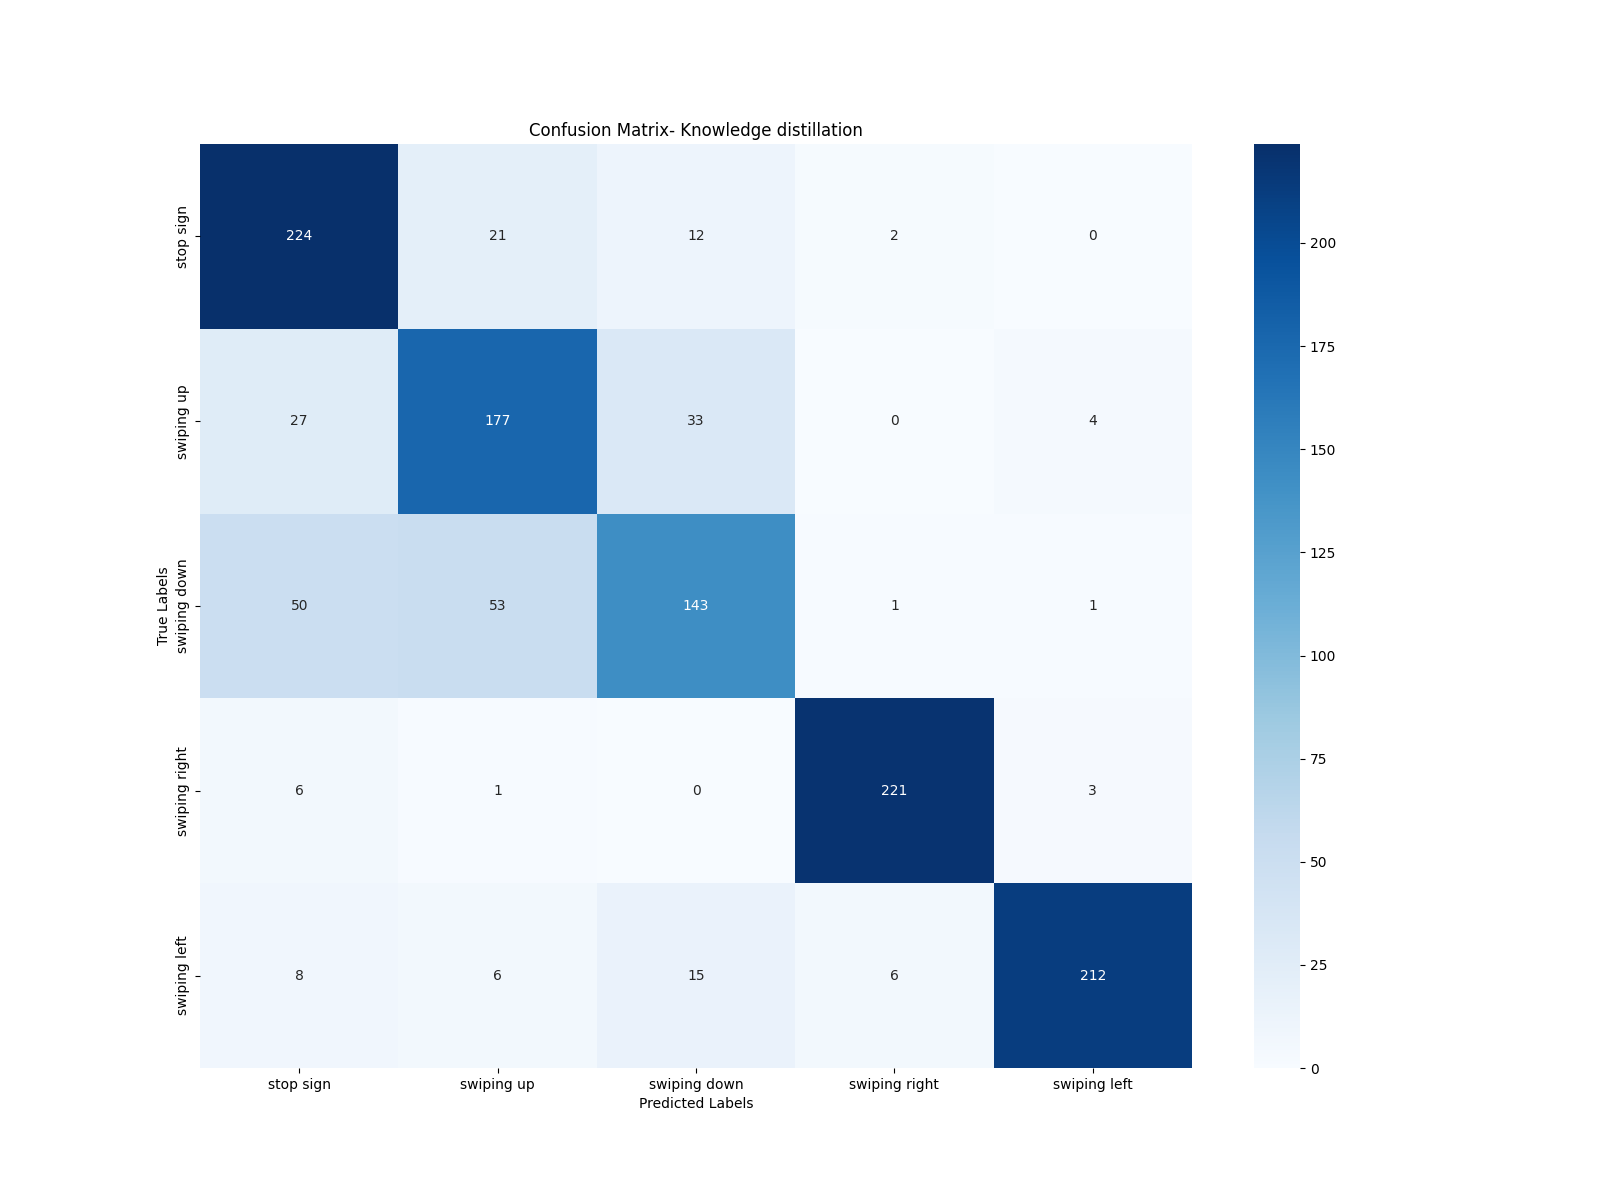 Confusion Matrix- Knowledge distillation
True Labels
stop sign
224 21 12 2 0
swiping up
27 177 33 0 4
swiping down
50 53 143 1 1
swiping right
6 1 0 221 3
swiping left
8 6 15 6 212
stop sign swiping up swiping down swiping right swiping left
Predicted Labels
200
175
150
125
100
75
50
25
0